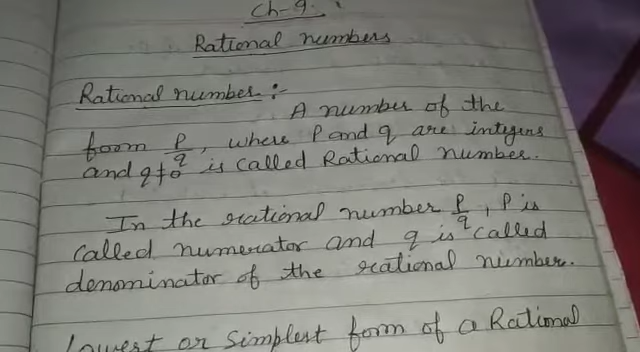 Ch-9.
Rational numbers
Rational number :-
A number of the
form p/q, where p and q are integers
and q≠0 is called Rational number.
In the rational number p/q, p is
called numerator and q is called
denominator of the rational number.
Lowest or simplest form of a Rational